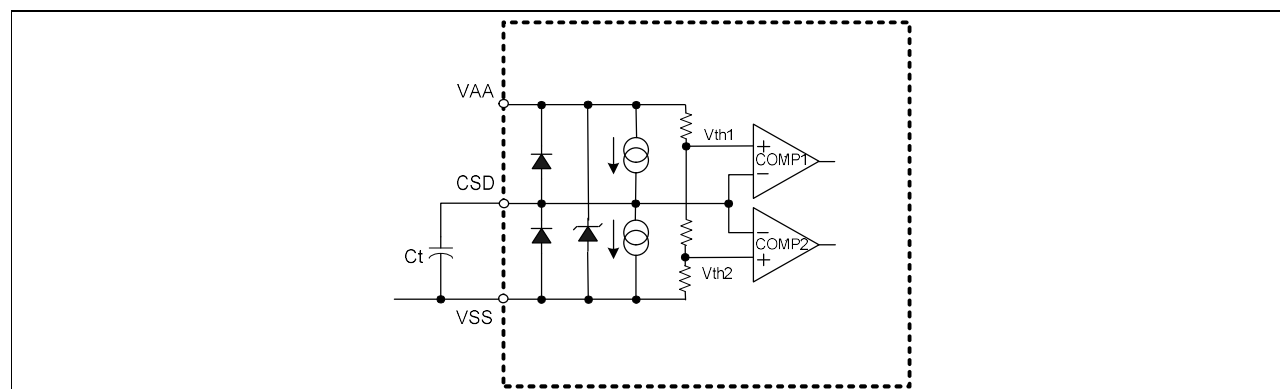 VAA
Vth1
+
COMP1
−
CSD
−
COMP2
+
Ct
Vth2
VSS